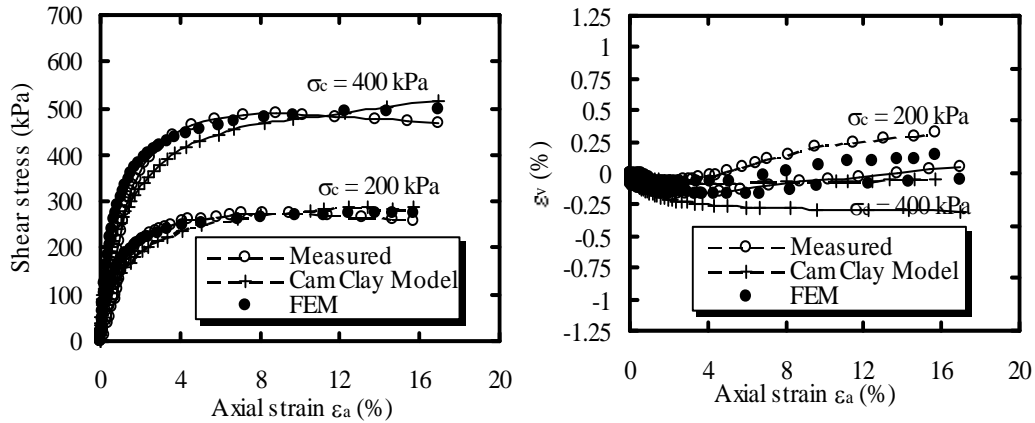 700
600
500
400
300
200
100
0
Shear stress (kPa)
σc = 400 kPa
σc = 200 kPa
Measured
Cam Clay Model
FEM
0 4 8 12 16 20
Axial strain εa (%)
1.25
1
0.75
0.5
0.25
0
-0.25
-0.5
-0.75
-1
-1.25
εv (%)
σc = 200 kPa
σc = 400 kPa
Measured
Cam Clay Model
FEM
0 4 8 12 16 20
Axial strain εa (%)